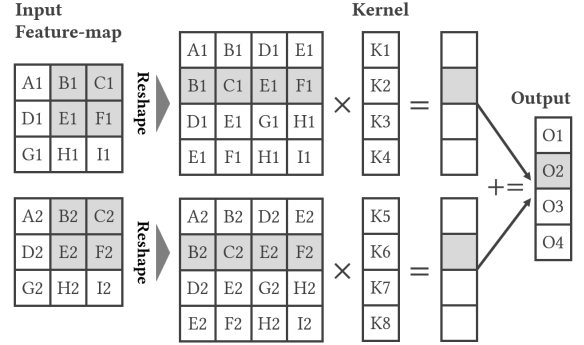 Input
Feature-map
Kernel
A1 B1 C1
D1 E1 F1
G1 H1 I1
Reshape
A1 B1 D1 E1
B1 C1 E1 F1
D1 E1 G1 H1
E1 F1 H1 I1
×
K1
K2
K3
K4
=
Output
O1
O2
O3
O4
+=
A2 B2 C2
D2 E2 F2
G2 H2 I2
Reshape
A2 B2 D2 E2
B2 C2 E2 F2
D2 E2 G2 H2
E2 F2 H2 I2
×
K5
K6
K7
K8
=